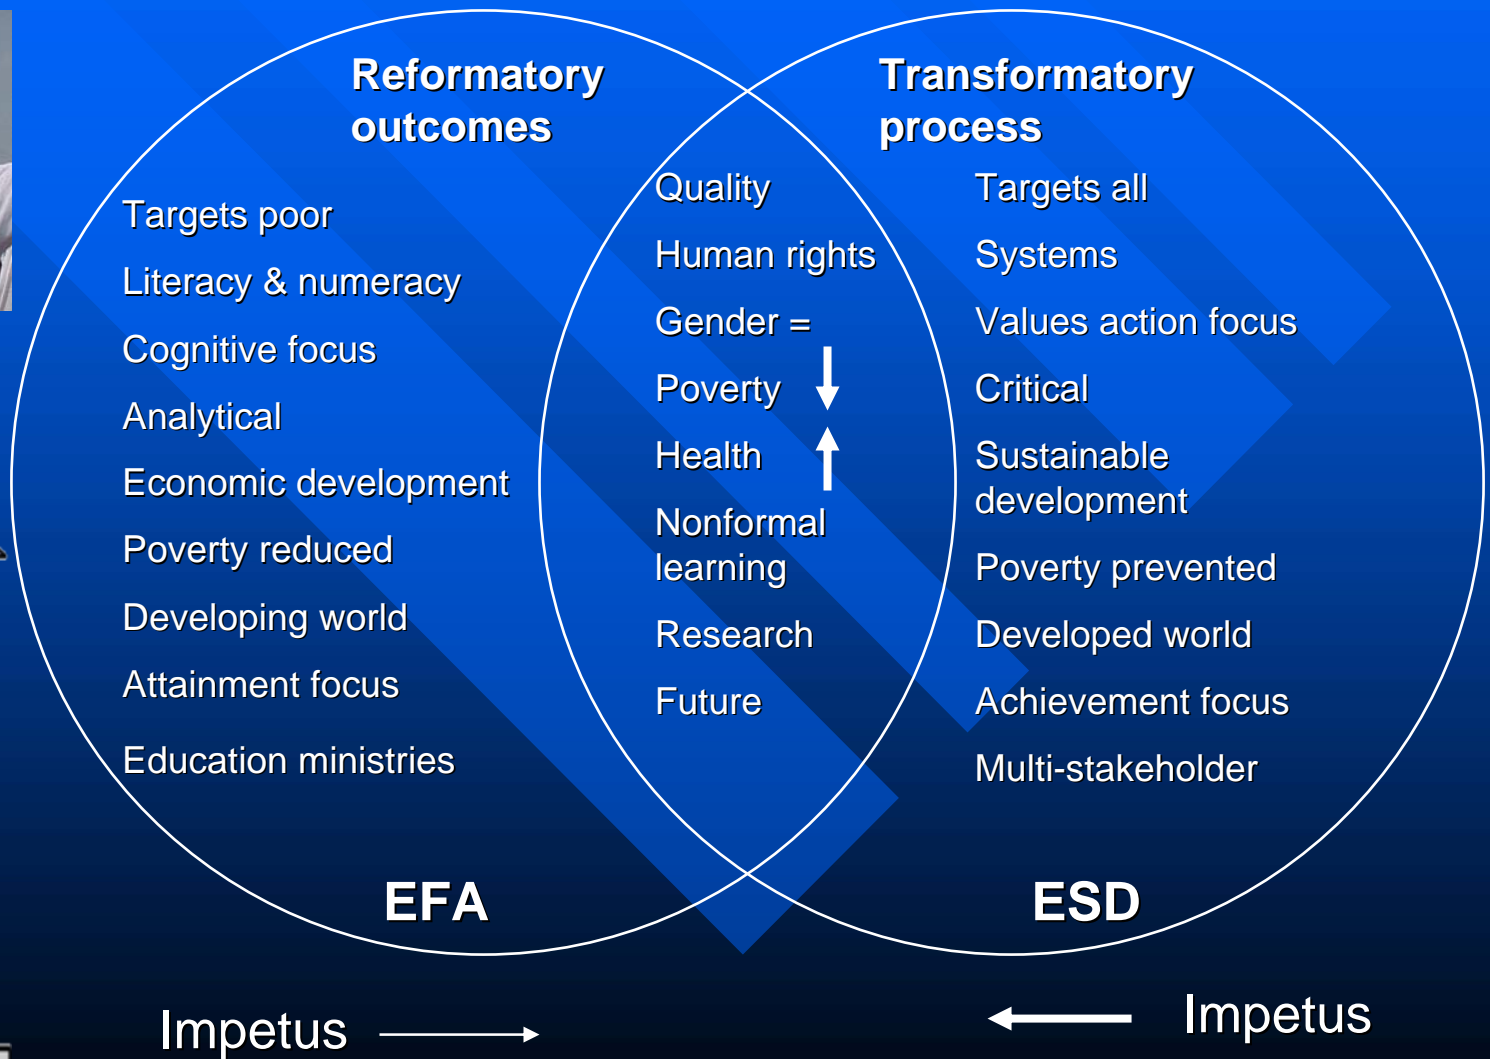 Reformatory
outcomes
Targets poor
Literacy & numeracy
Cognitive focus
Analytical
Economic development
Poverty reduced
Developing world
Attainment focus
Education ministries
EFA
Quality
Human rights
Gender =
Poverty
Health
Nonformal
learning
Research
Future
Transformatory
process
Targets all
Systems
Values action focus
Critical
Sustainable
development
Poverty prevented
Developed world
Achievement focus
Multi-stakeholder
ESD
Impetus
Impetus